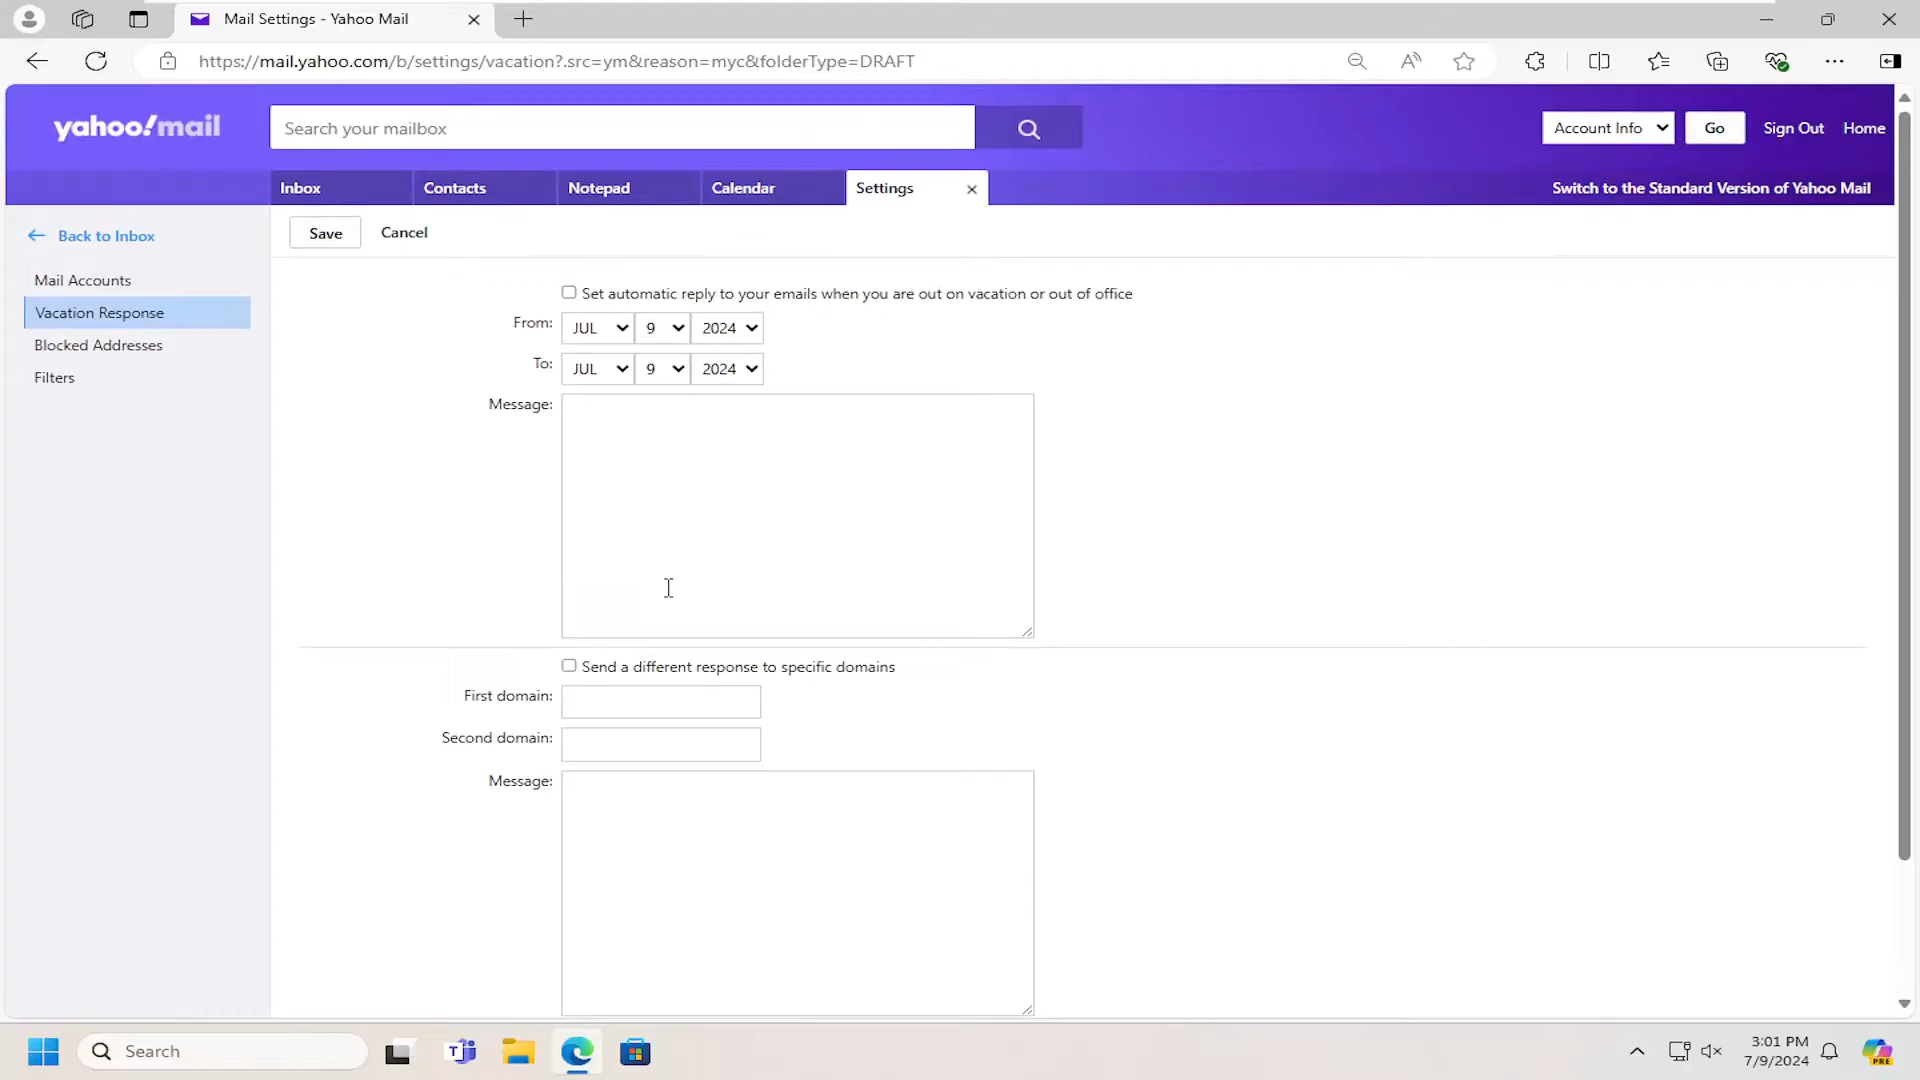 Mail Settings - Yahoo Mail
https://mail.yahoo.com/b/settings/vacation?.src=ym&reason=myc&folderType=DRAFT
yahoo!mail
Search your mailbox
Account Info
Go
Sign Out
Home
Inbox
Contacts
Notepad
Calendar
Settings
Switch to the Standard Version of Yahoo Mail
Back to Inbox
Save
Cancel
Mail Accounts
Vacation Response
Blocked Addresses
Filters
Set automatic reply to your emails when you are out on vacation or out of office
From: JUL 9 2024
To: JUL 9 2024
Message:
Send a different response to specific domains
First domain:
Second domain:
Message:
Search
3:01 PM
7/9/2024
PRE